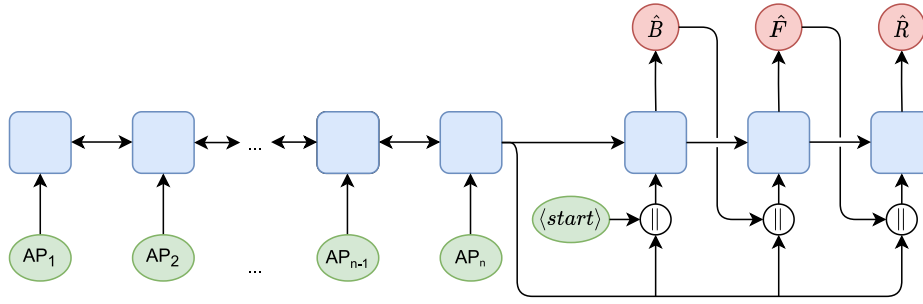 B̂ F̂ R̂
... 
⟨start⟩ || || ||
AP₁ AP₂ ... APₙ₋₁ APₙ